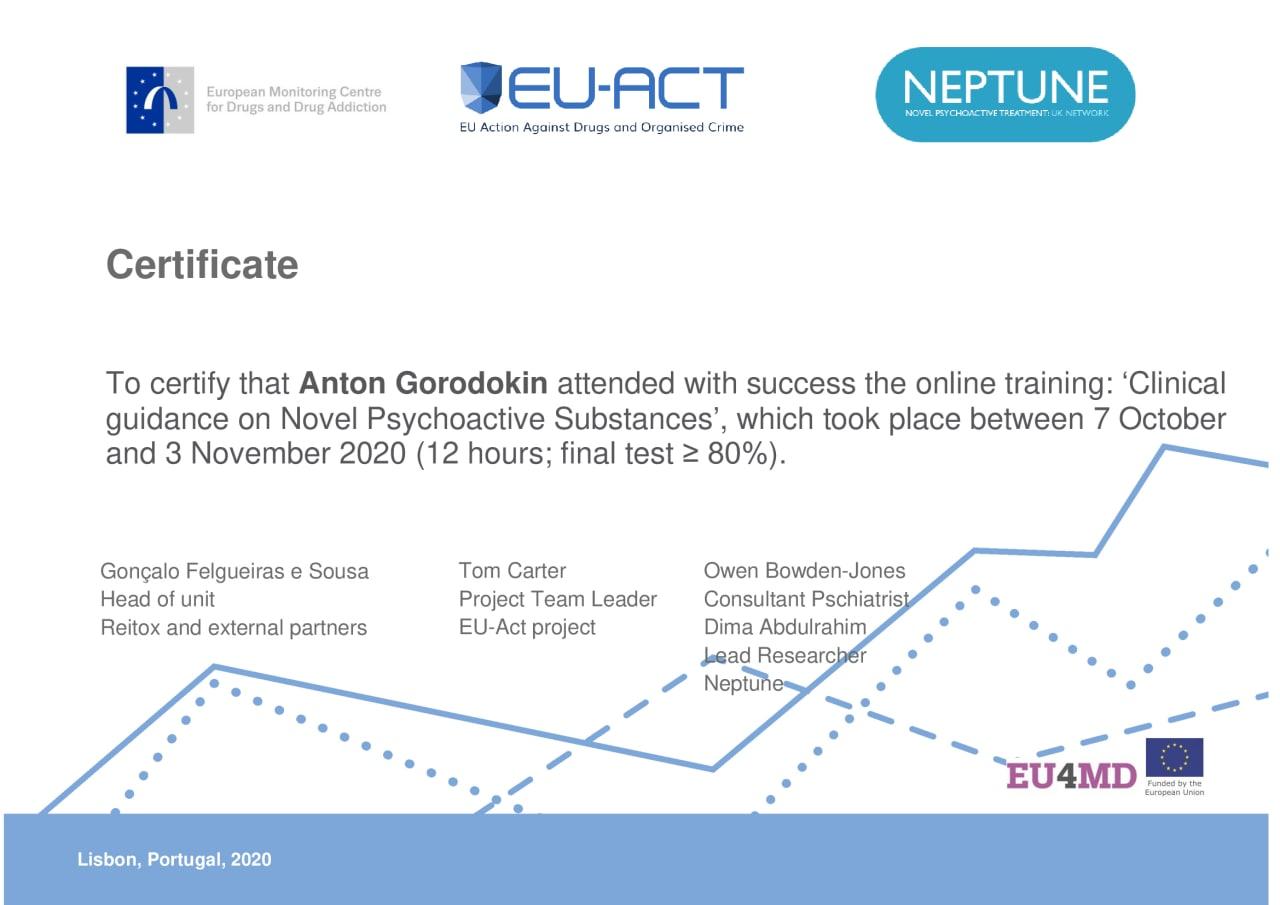 European Monitoring Centre
for Drugs and Drug Addiction
EU-ACT
EU Action Against Drugs and Organised Crime
NEPTUNE
NOVEL PSYCHOACTIVE TREATMENT: UK NETWORK
Certificate
To certify that Anton Gorodokin attended with success the online training: ‘Clinical
guidance on Novel Psychoactive Substances’, which took place between 7 October
and 3 November 2020 (12 hours; final test ≥ 80%).
Gonçalo Felgueiras e Sousa
Head of unit
Reitox and external partners
Tom Carter
Project Team Leader
EU-Act project
Owen Bowden-Jones
Consultant Pschiatrist
Dima Abdulrahim
Lead Researcher
Neptune
EU4MD
Funded by the
European Union
Lisbon, Portugal, 2020